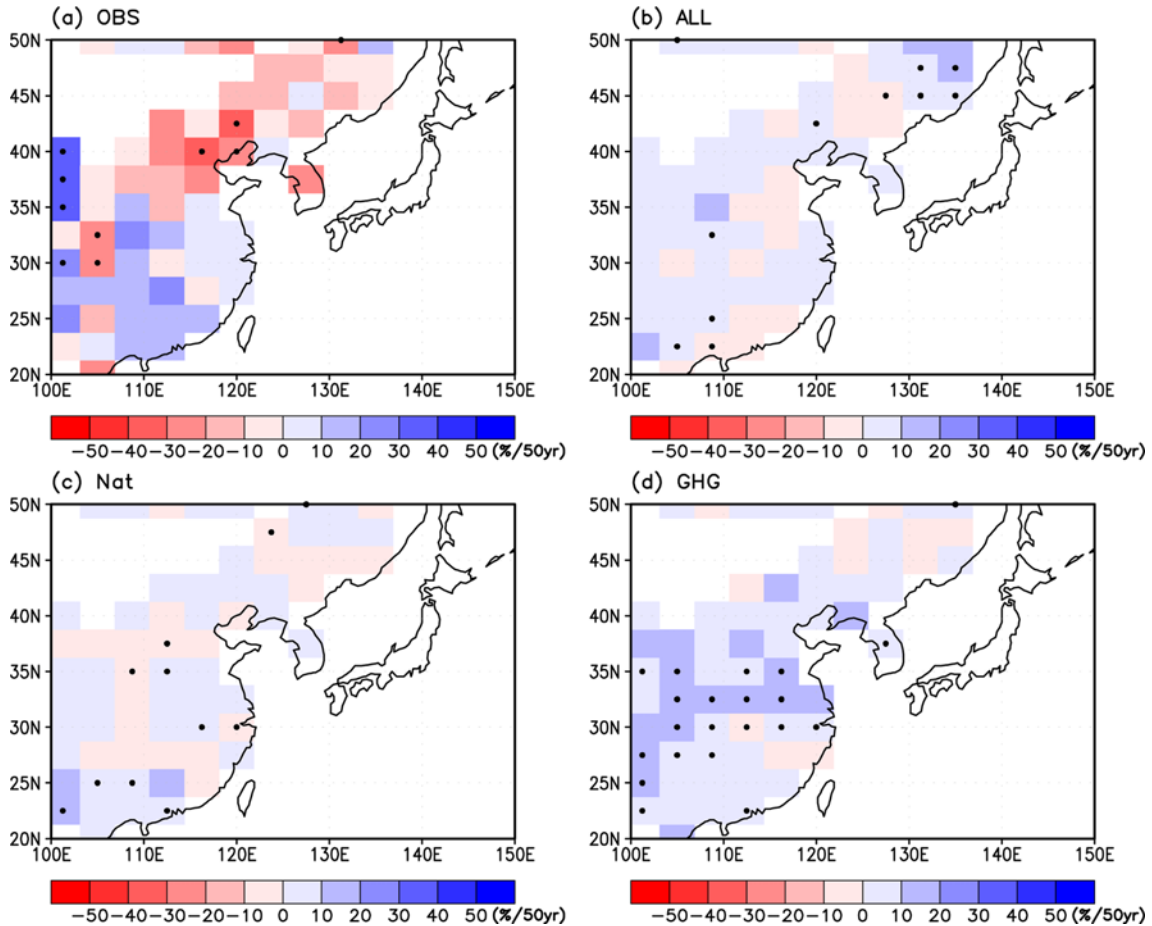 (a) OBS
50N
45N
40N
35N
30N
25N
20N
100E 110E 120E 130E 140E 150E
−50 −40 −30 −20 −10 0 10 20 30 40 50 (%/50yr)
(b) ALL
50N
45N
40N
35N
30N
25N
20N
100E 110E 120E 130E 140E 150E
−50 −40 −30 −20 −10 0 10 20 30 40 50 (%/50yr)
(c) Nat
50N
45N
40N
35N
30N
25N
20N
100E 110E 120E 130E 140E 150E
−50 −40 −30 −20 −10 0 10 20 30 40 50 (%/50yr)
(d) GHG
50N
45N
40N
35N
30N
25N
20N
100E 110E 120E 130E 140E 150E
−50 −40 −30 −20 −10 0 10 20 30 40 50 (%/50yr)